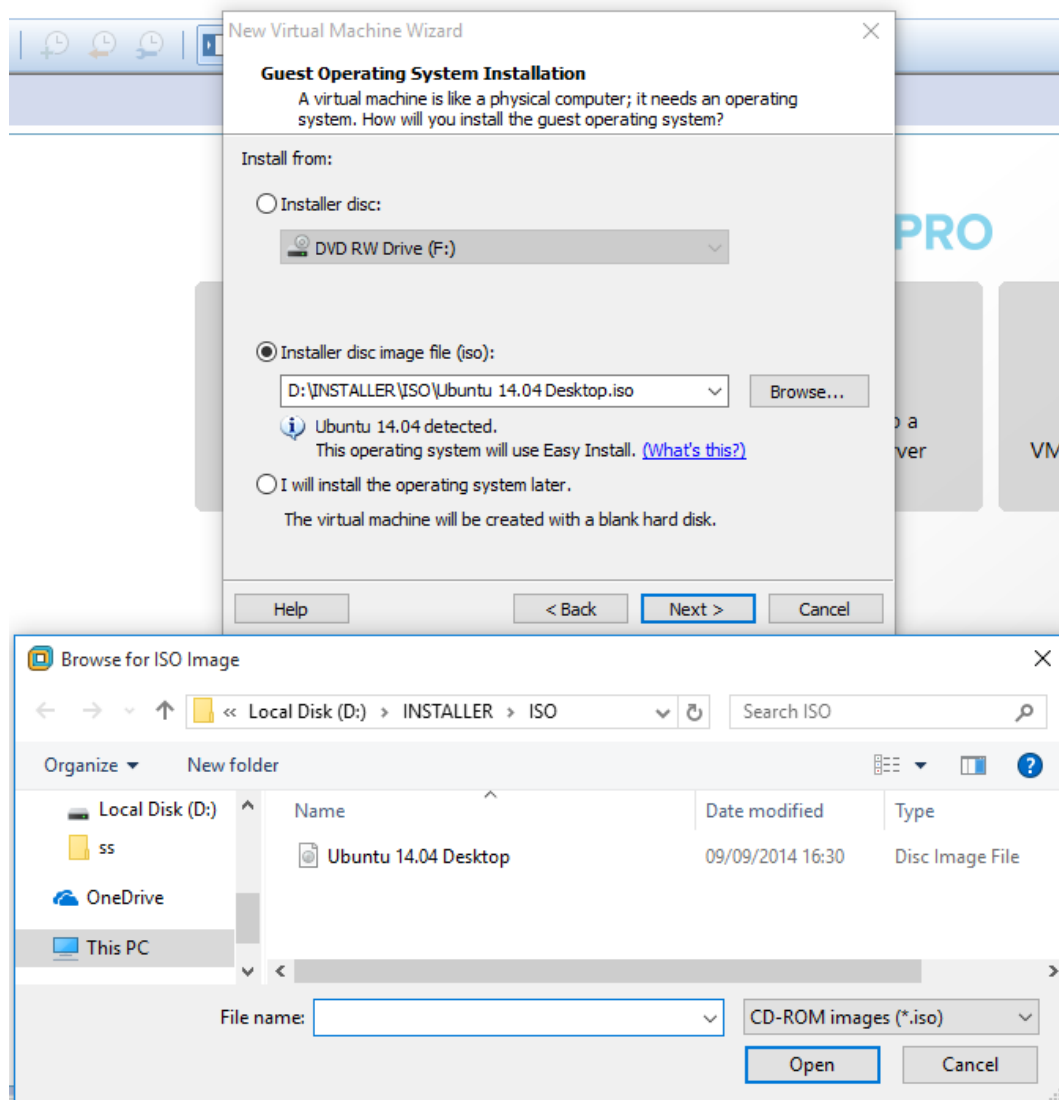 New Virtual Machine Wizard
Guest Operating System Installation
A virtual machine is like a physical computer; it needs an operating
system. How will you install the guest operating system?
Install from:
Installer disc:
DVD RW Drive (F:)
PRO
Installer disc image file (iso):
D:\INSTALLER\ISO\Ubuntu 14.04 Desktop.iso
Browse...
Ubuntu 14.04 detected.
This operating system will use Easy Install. (What's this?)
a
ver
VM
I will install the operating system later.
The virtual machine will be created with a blank hard disk.
Help
< Back
Next >
Cancel
Browse for ISO Image
« Local Disk (D:) > INSTALLER > ISO
Search ISO
Organize
New folder
Local Disk (D:)
ss
OneDrive
This PC
Name
Date modified
Type
Ubuntu 14.04 Desktop
09/09/2014 16:30
Disc Image File
File name:
CD-ROM images (*.iso)
Open
Cancel